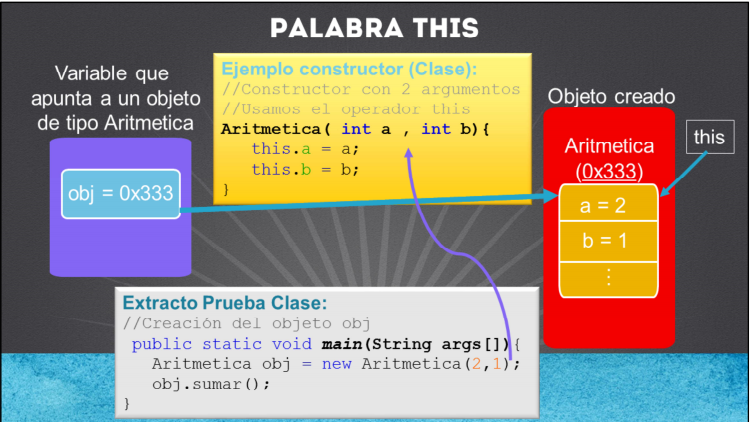 PALABRA THIS
Variable que
apunta a un objeto
de tipo Aritmetica
obj = 0x333
Ejemplo constructor (Clase):
//Constructor con 2 argumentos
//Usamos el operador this
Aritmetica( int a , int b){
this.a = a;
this.b = b;
}
Objeto creado
Aritmetica
(0x333)
a = 2
b = 1
⋮
this
Extracto Prueba Clase:
//Creación del objeto obj
public static void main(String args[]){
Aritmetica obj = new Aritmetica(2,1);
obj.sumar();
}